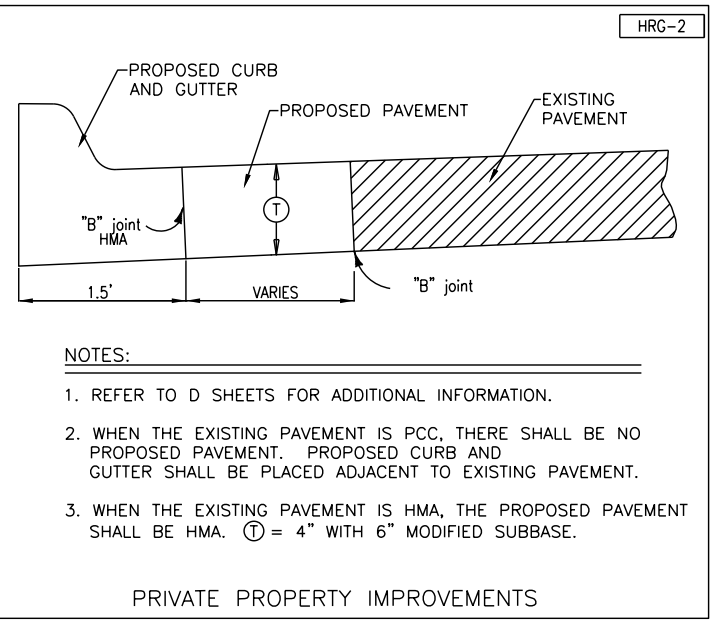 HRG-2
PROPOSED CURB
AND GUTTER
PROPOSED PAVEMENT
EXISTING
PAVEMENT
T
"B" joint
HMA
"B" joint
1.5'
VARIES
NOTES:
1. REFER TO D SHEETS FOR ADDITIONAL INFORMATION.
2. WHEN THE EXISTING PAVEMENT IS PCC, THERE SHALL BE NO
PROPOSED PAVEMENT. PROPOSED CURB AND
GUTTER SHALL BE PLACED ADJACENT TO EXISTING PAVEMENT.
3. WHEN THE EXISTING PAVEMENT IS HMA, THE PROPOSED PAVEMENT
SHALL BE HMA. Ⓣ = 4" WITH 6" MODIFIED SUBBASE.
PRIVATE PROPERTY IMPROVEMENTS